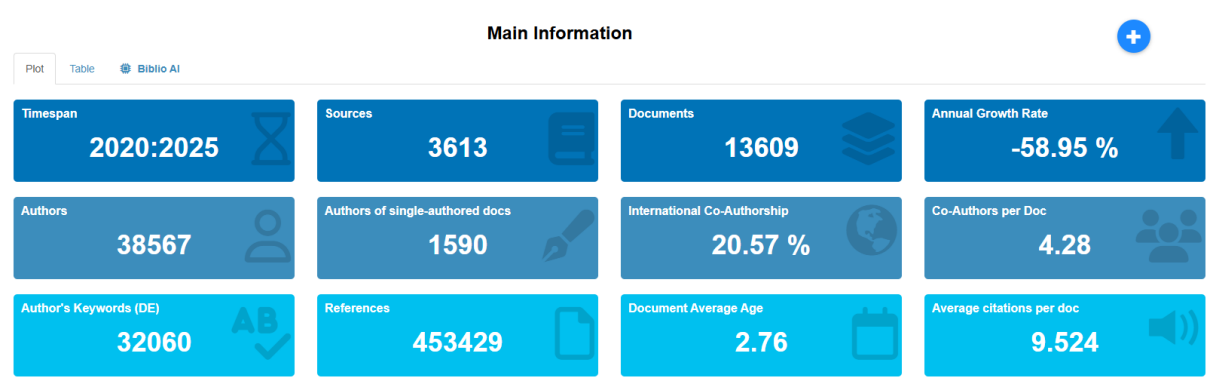 Main Information
Plot Table Biblio AI
Timespan
2020:2025
Sources
3613
Documents
13609
Annual Growth Rate
-58.95 %
Authors
38567
Authors of single-authored docs
1590
International Co-Authorship
20.57 %
Co-Authors per Doc
4.28
Author's Keywords (DE)
32060
AB
References
453429
Document Average Age
2.76
Average citations per doc
9.524